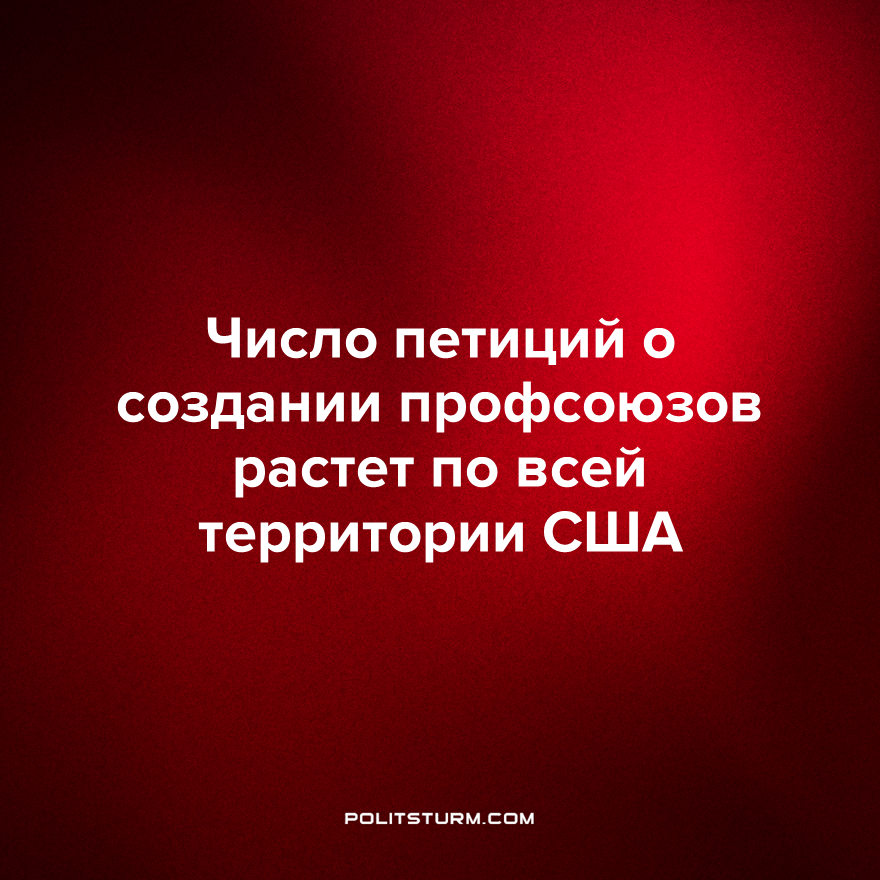 Число петиций о
создании профсоюзов
растет по всей
территории США
POLITSTURM.COM